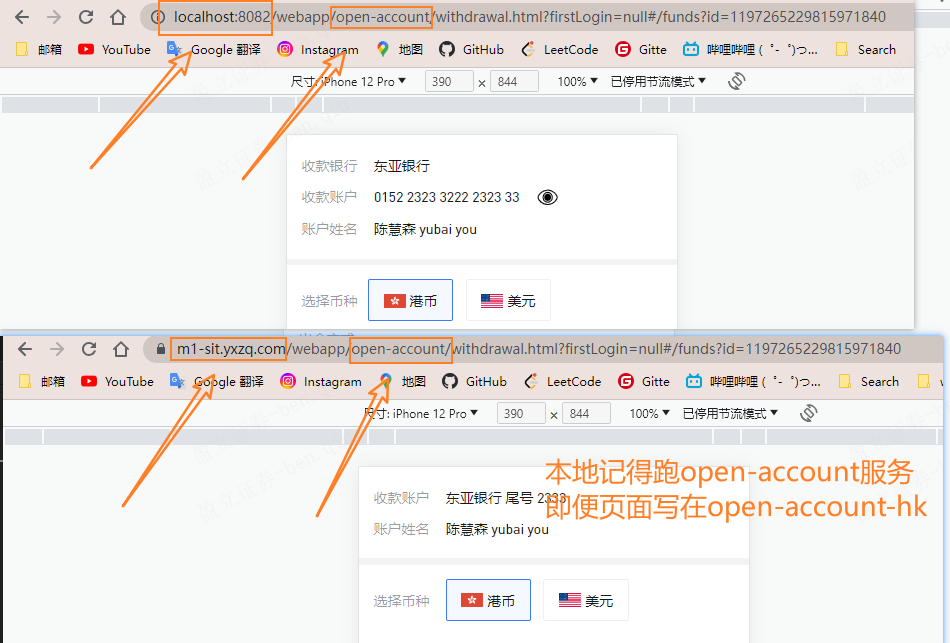 localhost:8082/webapp/open-account/withdrawal.html?firstLogin=null#/funds?id=1197265229815971840
邮箱 YouTube Google 翻译 Instagram 地图 GitHub LeetCode Gitte 哔哩哔哩 (゜-゜)つ... Search
尺寸: iPhone 12 Pro ▼ 390 × 844 100% ▼ 已停用节流模式 ▼
收款银行 东亚银行
收款账户 0152 2323 3222 2323 33
账户姓名 陈慧森 yubai you
选择币种 港币 美元
m1-sit.yxzq.com/webapp/open-account/withdrawal.html?firstLogin=null#/funds?id=1197265229815971840
邮箱 YouTube Google 翻译 Instagram 地图 GitHub LeetCode Gitte 哔哩哔哩 (゜-゜)つ... Search
尺寸: iPhone 12 Pro ▼ 390 × 844 100% ▼ 已停用节流模式 ▼
本地记得跑open-account服务
收款账户 东亚银行 尾号 2333
即便页面写在open-account-hk
账户姓名 陈慧森 yubai you
选择币种 港币 美元